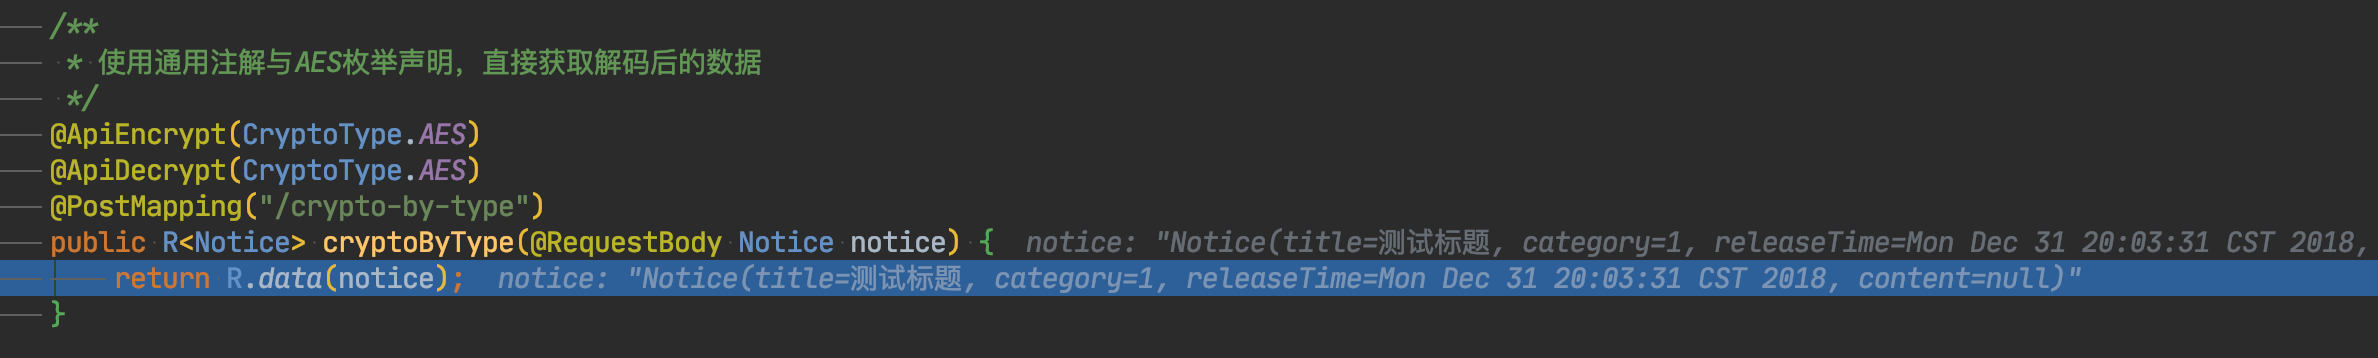 /**
 * 使用通用注解与AES枚举声明，直接获取解码后的数据
 */
@ApiEncrypt(CryptoType.AES)
@ApiDecrypt(CryptoType.AES)
@PostMapping("/crypto-by-type")
public R<Notice> cryptoByType(@RequestBody Notice notice) {  notice: "Notice(title=测试标题, category=1, releaseTime=Mon Dec 31 20:03:31 CST 2018,
    return R.data(notice);  notice: "Notice(title=测试标题, category=1, releaseTime=Mon Dec 31 20:03:31 CST 2018, content=null)"
}